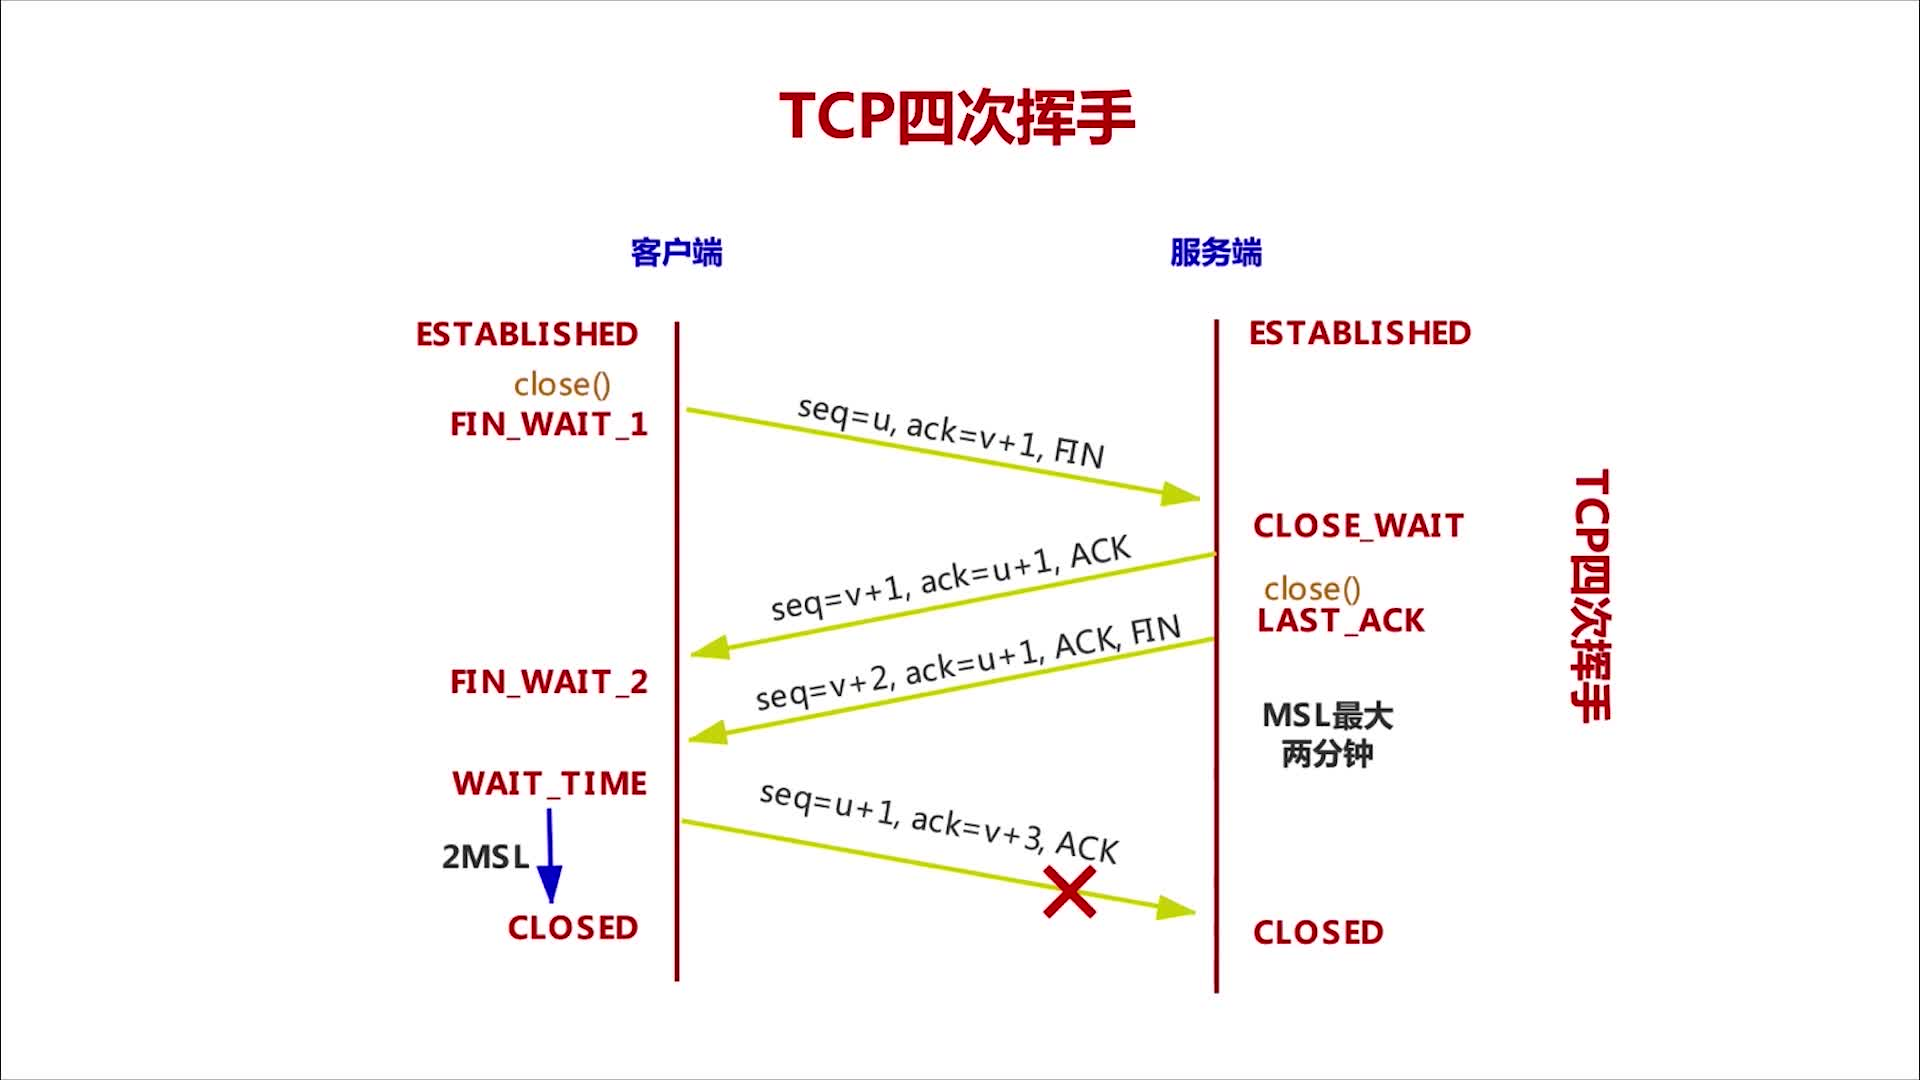 TCP四次挥手
客户端
服务端
ESTABLISHED
ESTABLISHED
close()
FIN_WAIT_1
seq=u, ack=v+1, FIN
CLOSE_WAIT
seq=v+1, ack=u+1, ACK
close()
LAST_ACK
seq=v+2, ack=u+1, ACK, FIN
FIN_WAIT_2
MSL最大
两分钟
WAIT_TIME
seq=u+1, ack=v+3, ACK
2MSL
CLOSED
CLOSED
TCP四次挥手